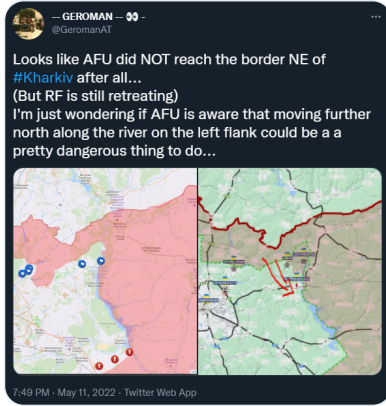 -- GEROMAN -- 👀 -
@GeromanAT
...
Looks like AFU did NOT reach the border NE of
#Kharkiv after all...
(But RF is still retreating)
I'm just wondering if AFU is aware that moving further
north along the river on the left flank could be a a
pretty dangerous thing to do...
7:49 PM · May 11, 2022 · Twitter Web App